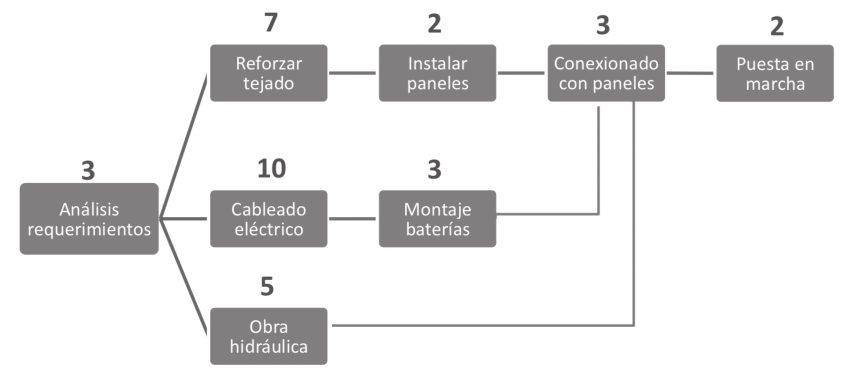 7
2
3
2
Reforzar
tejado
Instalar
paneles
Conexionado
con paneles
Puesta en
marcha
3
10
3
Análisis
requerimientos
Cableado
eléctrico
Montaje
baterías
5
Obra
hidráulica